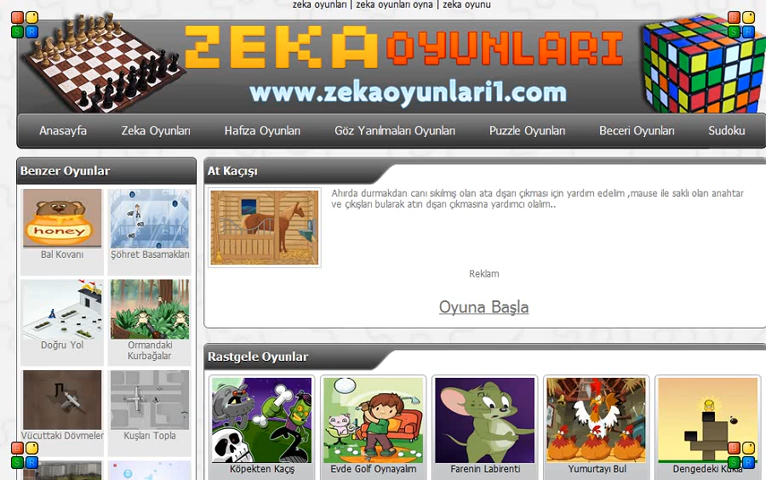 zeka oyunları | zeka oyunları oyna | zeka oyunu
ZEKA OYUNLARI
www.zekaoyunlari1.com
Anasayfa Zeka Oyunları Hafıza Oyunları Göz Yanılmaları Oyunları Puzzle Oyunları Beceri Oyunları Sudoku
Benzer Oyunlar
honey
Bal Kovanı
Şöhret Basamakları
Doğru Yol
Ormandaki
Kurbağalar
Vücuttaki Dövmeler
Kuşları Topla
At Kaçışı
Ahırda durmakdan canı sıkılmış olan ata dışarı çıkması için yardım edelim ,mause ile saklı olan anahtar
ve çıkışları bularak atın dışarı çıkmasına yardımcı olalım..
Reklam
Oyuna Başla
Rastgele Oyunlar
Köpekten Kaçış
Evde Golf Oynayalım
Farenin Labirenti
Yumurtayı Bul
Dengedeki Kukla
S R
S R
S R
S R